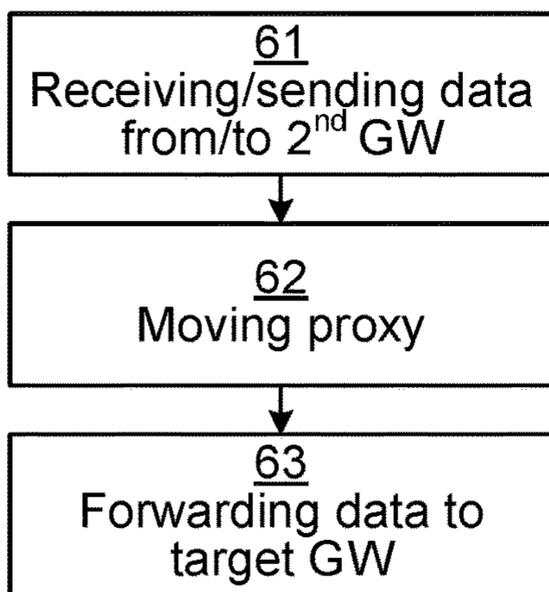 61
Receiving/sending data
from/to 2nd GW
62
Moving proxy
63
Forwarding data to
target GW